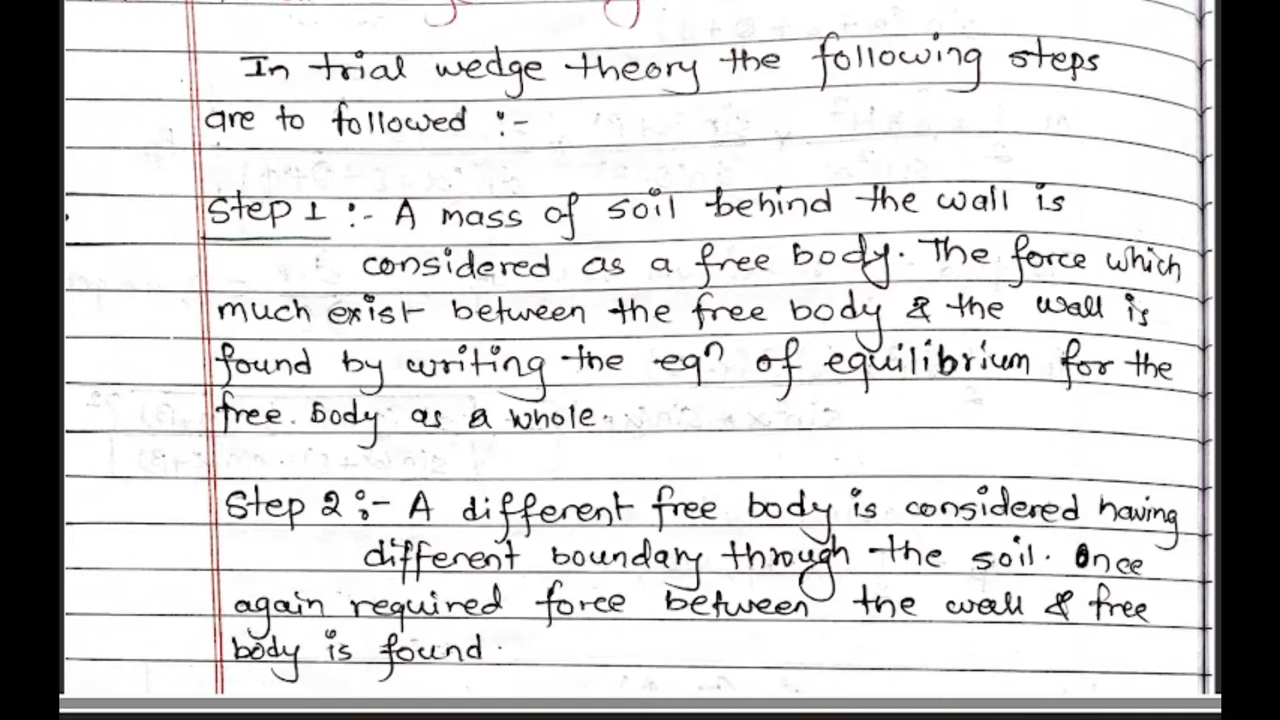 In trial wedge theory the following steps
are to followed :-
Step 1 :- A mass of soil behind the wall is
considered as a free body. The force which
much exist between the free body & the wall is
found by writing the eqn of equilibrium for the
free body as a whole.
Step 2 :- A different free body is considered having
different boundary through the soil. Once
again required force between the wall & free
body is found.